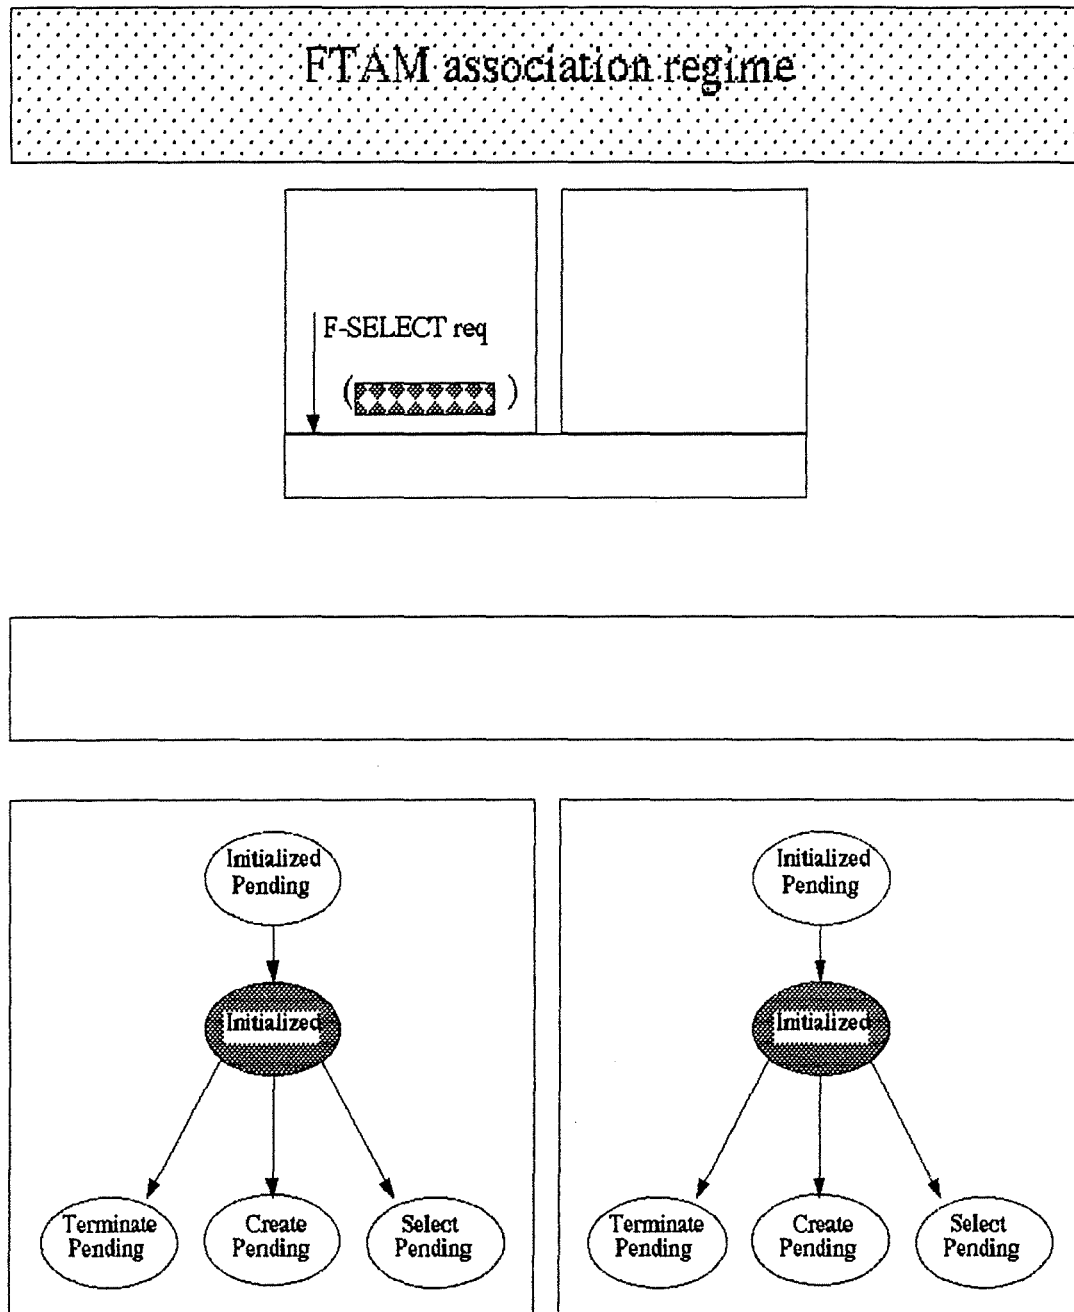 FTAM association regime
F-SELECT req
( )
Initialized
Pending
Initialized
Terminate
Pending
Create
Pending
Select
Pending
Initialized
Pending
Initialized
Terminate
Pending
Create
Pending
Select
Pending